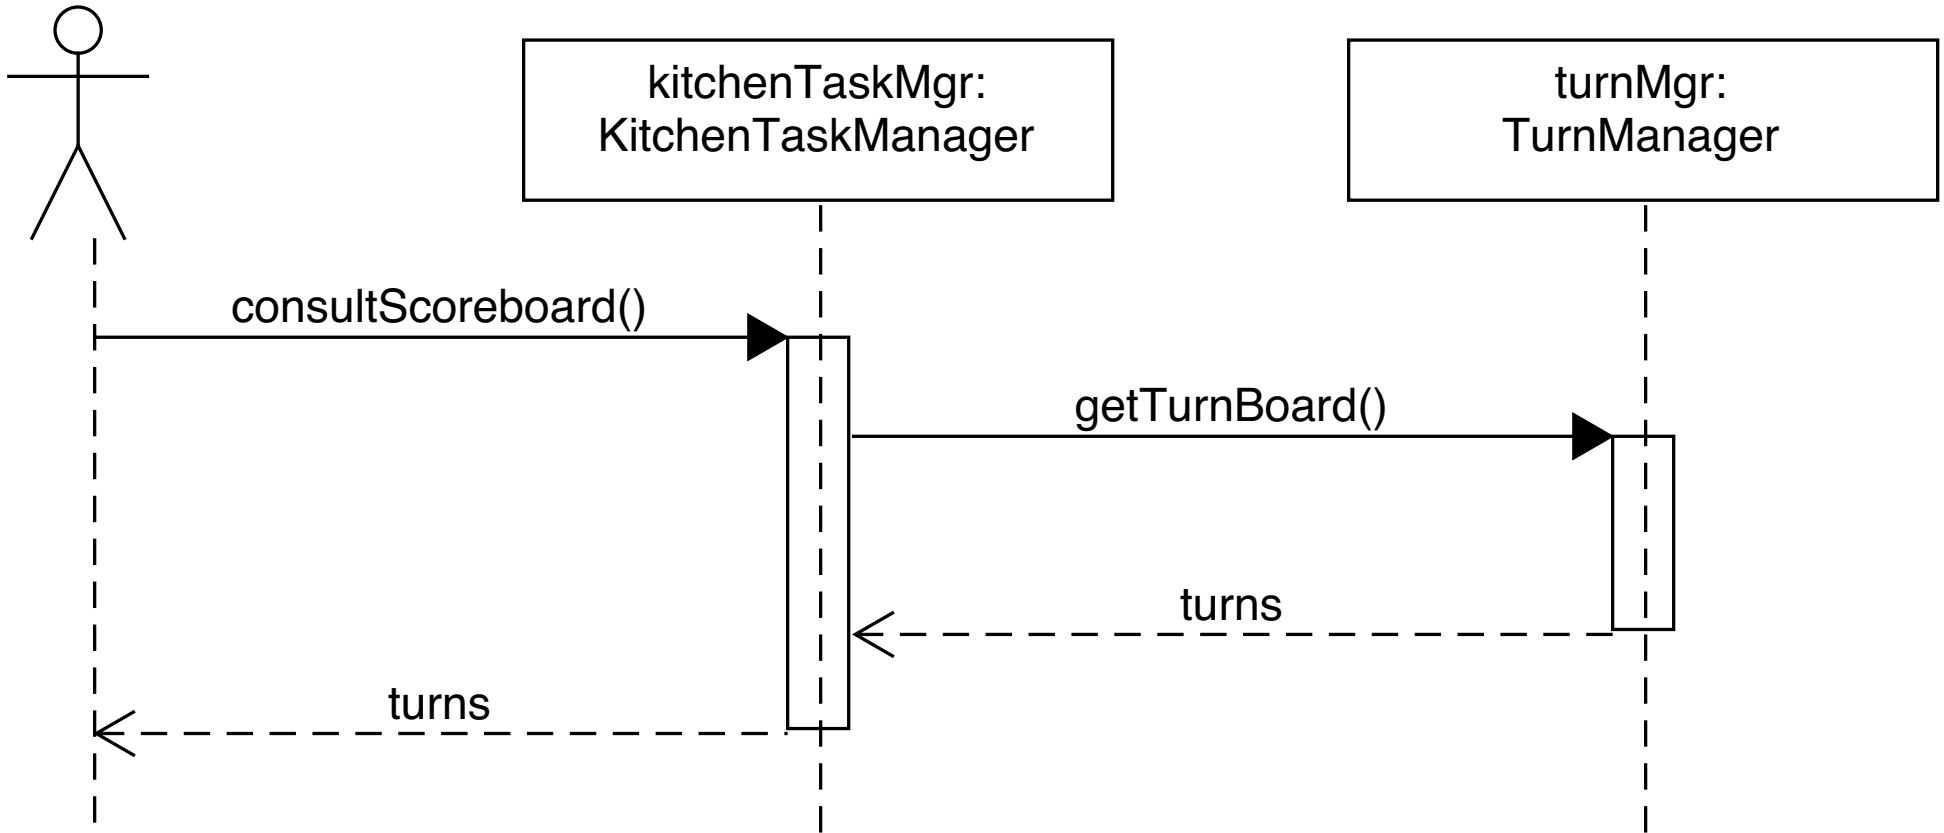 kitchenTaskMgr:
KitchenTaskManager
turnMgr:
TurnManager
consultScoreboard()
getTurnBoard()
turns
turns